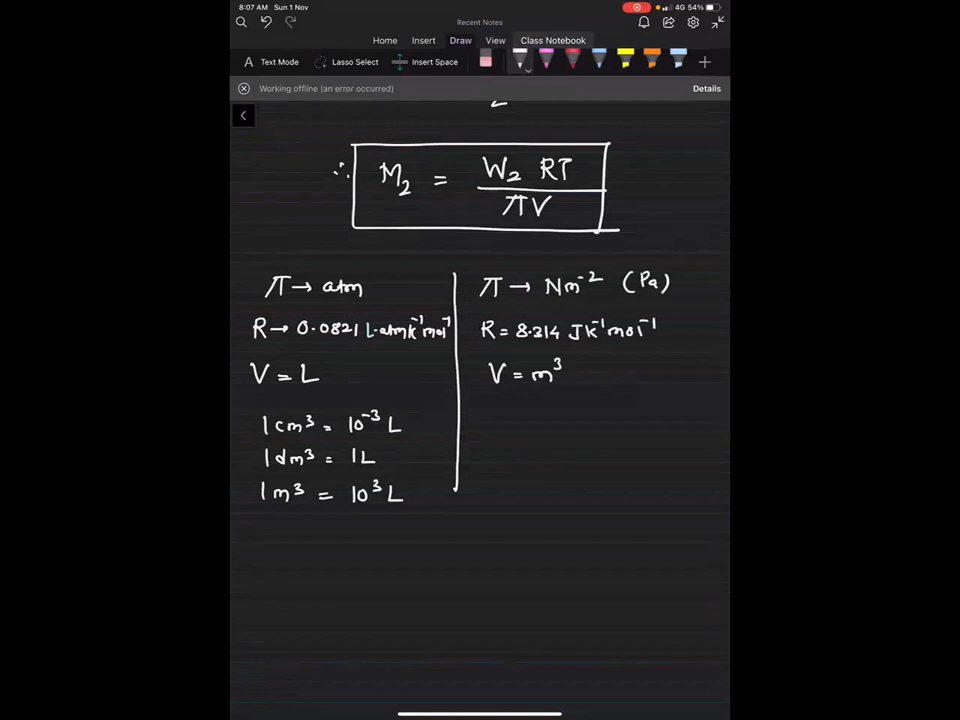 8:07 AM Sun 1 Nov
4G 54%
Recent Notes
Home Insert Draw View Class Notebook
Text Mode Lasso Select Insert Space
Working offline (an error occurred) Details
2
∴ M₂ = W₂ RT / πV
π → atm
R → 0.0821 L.atm k⁻¹ mol⁻¹
V = L
1 cm³ = 10⁻³ L
1 dm³ = 1L
1 m³ = 10³ L
π → Nm⁻² (Pa)
R = 8.314 Jk⁻¹ mol⁻¹
V = m³